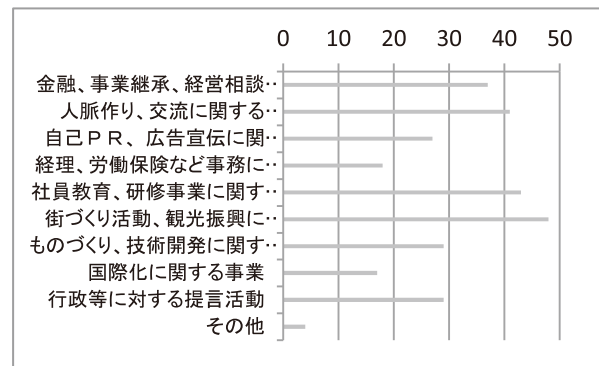 0 10 20 30 40 50
金融、事業継承、経営相談‥
人脈作り、交流に関する‥
自己ＰＲ、広告宣伝に関‥
経理、労働保険など事務に‥
社員教育、研修事業に関す‥
街づくり活動、観光振興に‥
ものづくり、技術開発に関す‥
国際化に関する事業
行政等に対する提言活動
その他